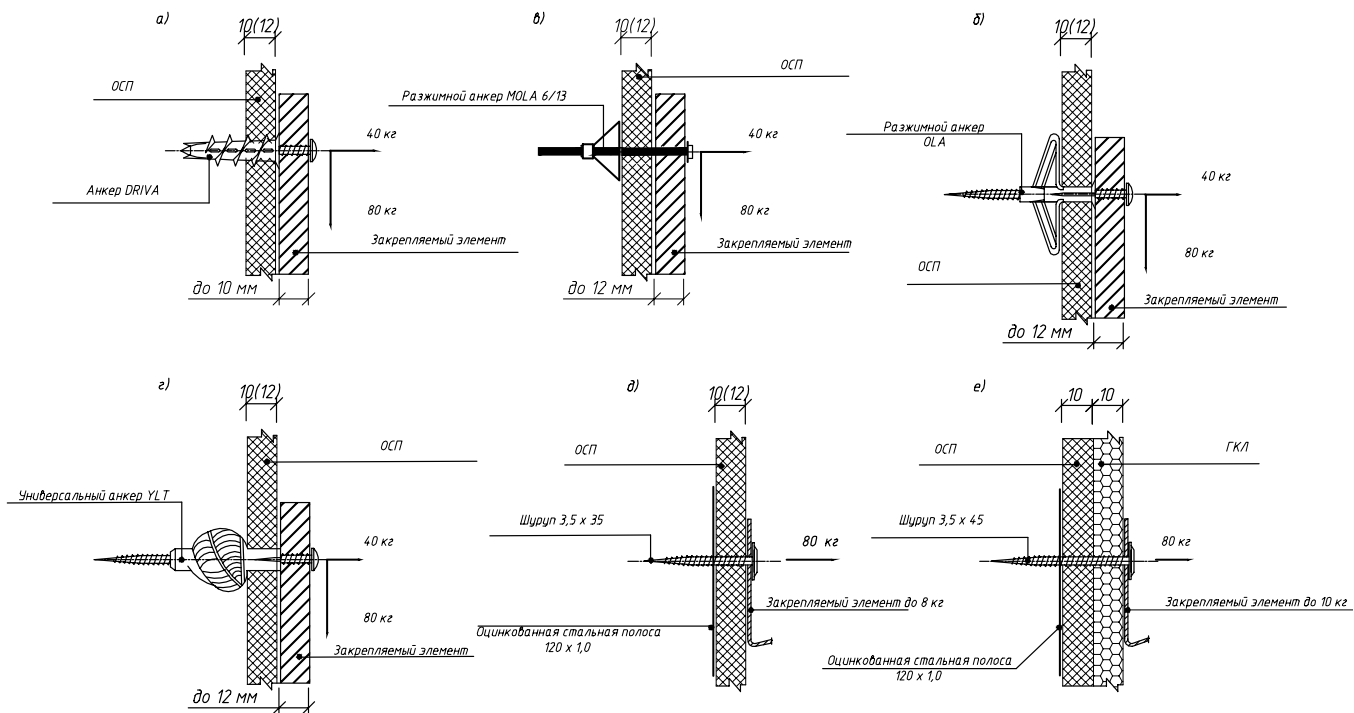 а)
10(12)
ОСП
40 кг
Анкер DRIVA
80 кг
Закрепляемый элемент
до 10 мм
в)
10(12)
ОСП
Разжимной анкер MOLA 6/13
40 кг
80 кг
Закрепляемый элемент
до 12 мм
б)
10(12)
Разжимной анкер
OLA
40 кг
80 кг
ОСП
Закрепляемый элемент
до 12 мм
г)
10(12)
ОСП
Универсальный анкер YLT
40 кг
80 кг
Закрепляемый элемент
до 12 мм
д)
10(12)
ОСП
Шуруп 3,5 х 35
80 кг
Закрепляемый элемент до 8 кг
Оцинкованная стальная полоса
120 х 1,0
е)
10 10
ОСП
ГКЛ
Шуруп 3,5 х 45
80 кг
Закрепляемый элемент до 10 кг
Оцинкованная стальная полоса
120 х 1,0